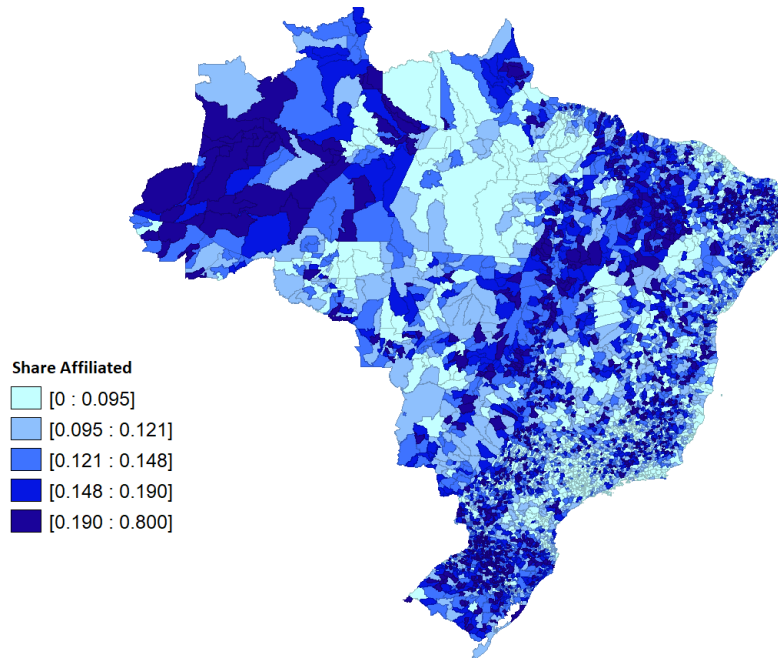 Share Affiliated
[0 : 0.095]
[0.095 : 0.121]
[0.121 : 0.148]
[0.148 : 0.190]
[0.190 : 0.800]